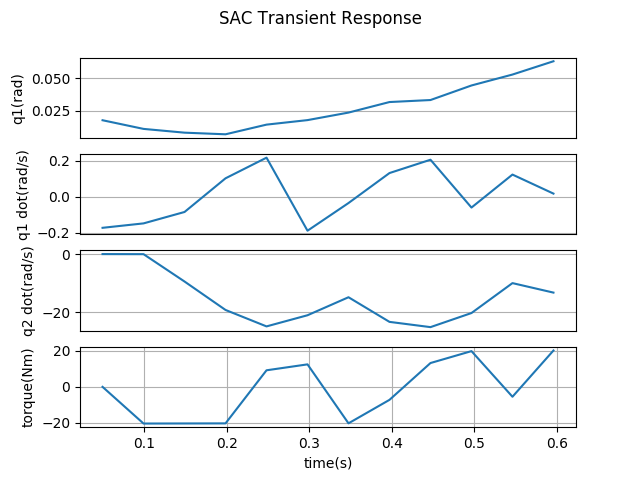 SAC Transient Response
q1(rad)
0.050
0.025
q1 dot(rad/s)
0.2
0.0
−0.2
q2 dot(rad/s)
0
−20
torque(Nm)
20
0
−20
0.1 0.2 0.3 0.4 0.5 0.6
time(s)